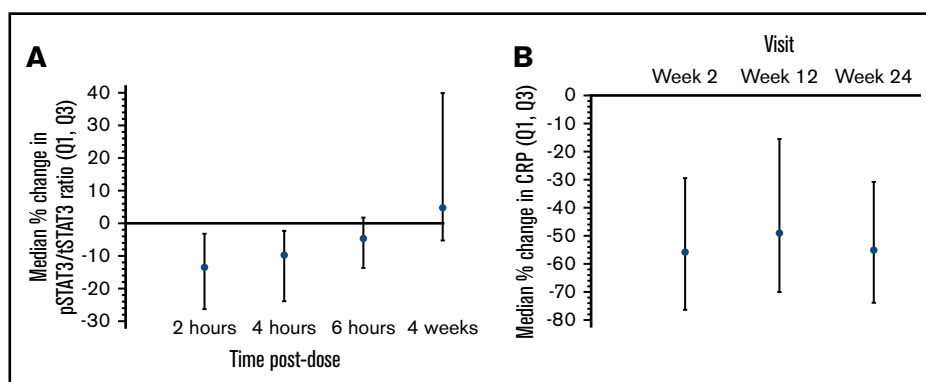 A
Median % change in
pSTAT3/tSTAT3 ratio (Q1, Q3)
40
30
20
10
0
-10
-20
-30
2 hours 4 hours 6 hours 4 weeks
Time post-dose
B
Visit
Week 2 Week 12 Week 24
Median % change in CRP (Q1, Q3)
0
-10
-20
-30
-40
-50
-60
-70
-80